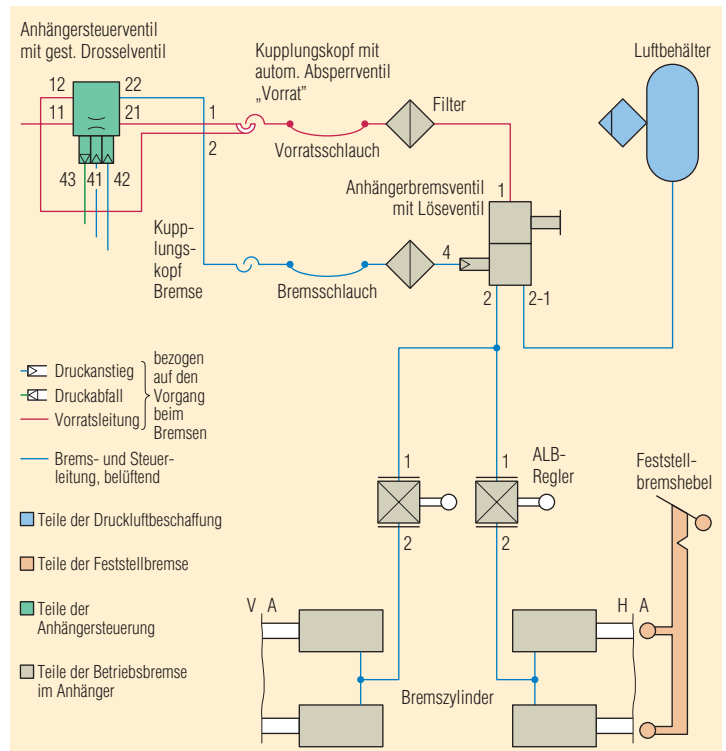 Anhängersteuerventil
mit gest. Drosselventil
Kupplungskopf mit
autom. Absperrventil
„Vorrat"
Luftbehälter
12
22
11
21
1
2
Filter
Vorratsschlauch
43
41
42
1
Anhängerbremsventil
mit Löseventil
Kupp-
lungs-
kopf
Bremse
4
Bremsschlauch
2
2-1
Druckanstieg
Druckabfall
Vorratsleitung
bezogen
auf den
Vorgang
beim
Bremsen
Brems- und Steuer-
leitung, belüftend
1
1
ALB-
Regler
2
2
Feststell-
bremshebel
Teile der Druckluftbeschaffung
Teile der Feststellbremse
Teile der
Anhängersteuerung
Teile der Betriebsbremse
im Anhänger
V A
H A
Bremszylinder